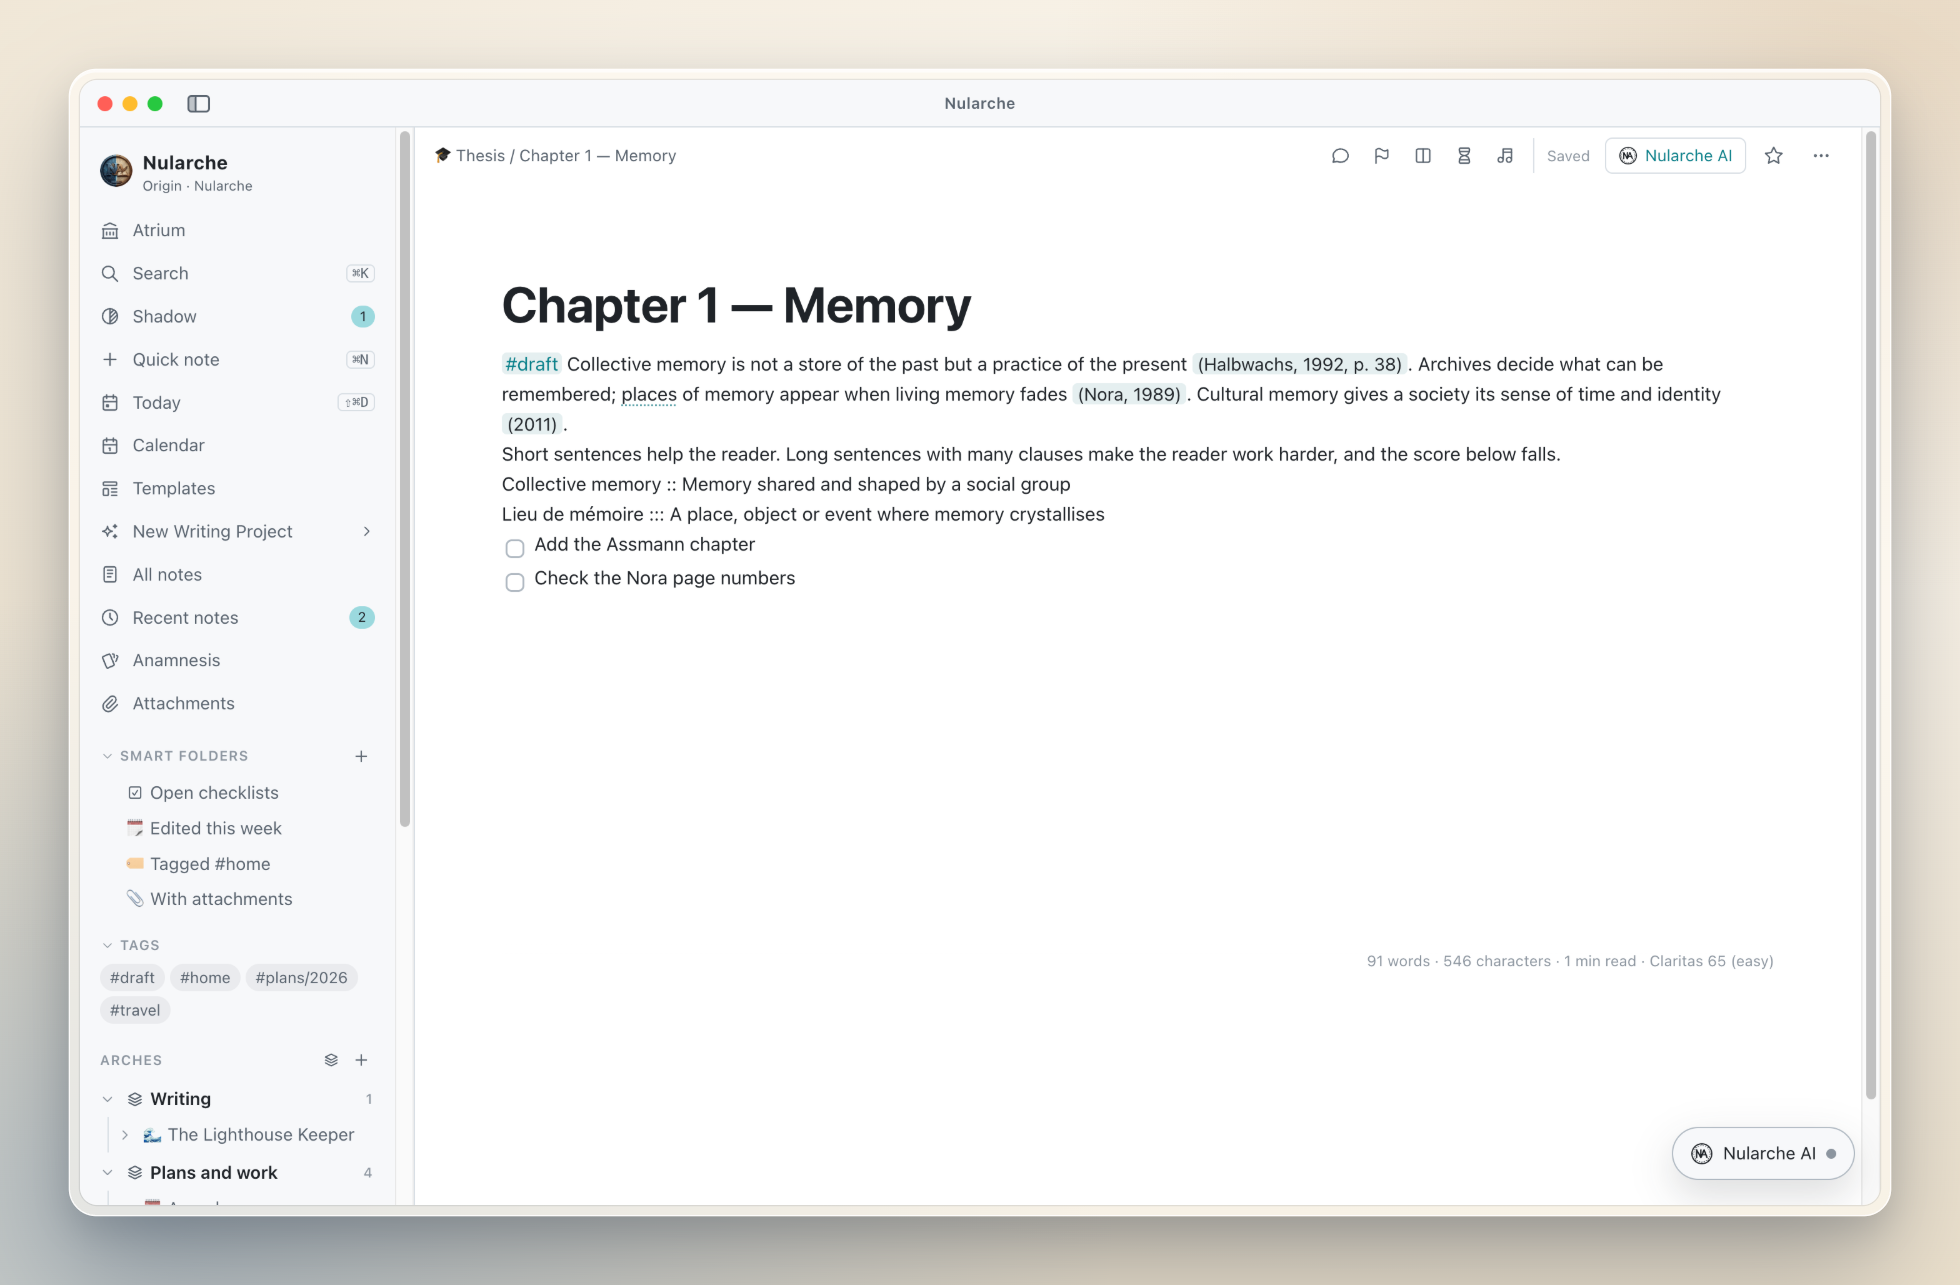 Nularche
Nularche
Origin · Nularche
Atrium
Search ⌘K
Shadow 1
Quick note ⌘N
Today ⇧⌘D
Calendar
Templates
New Writing Project
All notes
Recent notes 2
Anamnesis
Attachments
SMART FOLDERS
Open checklists
Edited this week
Tagged #home
With attachments
TAGS
#draft #home #plans/2026
#travel
ARCHES
Writing 1
The Lighthouse Keeper
Plans and work 4
Thesis / Chapter 1 — Memory
Saved
NA Nularche AI
Chapter 1 — Memory
#draft Collective memory is not a store of the past but a practice of the present (Halbwachs, 1992, p. 38) . Archives decide what can be
remembered; places of memory appear when living memory fades (Nora, 1989) . Cultural memory gives a society its sense of time and identity
(2011) .
Short sentences help the reader. Long sentences with many clauses make the reader work harder, and the score below falls.
Collective memory :: Memory shared and shaped by a social group
Lieu de mémoire ::: A place, object or event where memory crystallises
Add the Assmann chapter
Check the Nora page numbers
91 words · 546 characters · 1 min read · Claritas 65 (easy)
NA Nularche AI